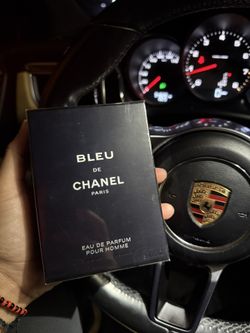 BLEU
DE
CHANEL
PARIS
EAU DE PARFUM
POUR HOMME